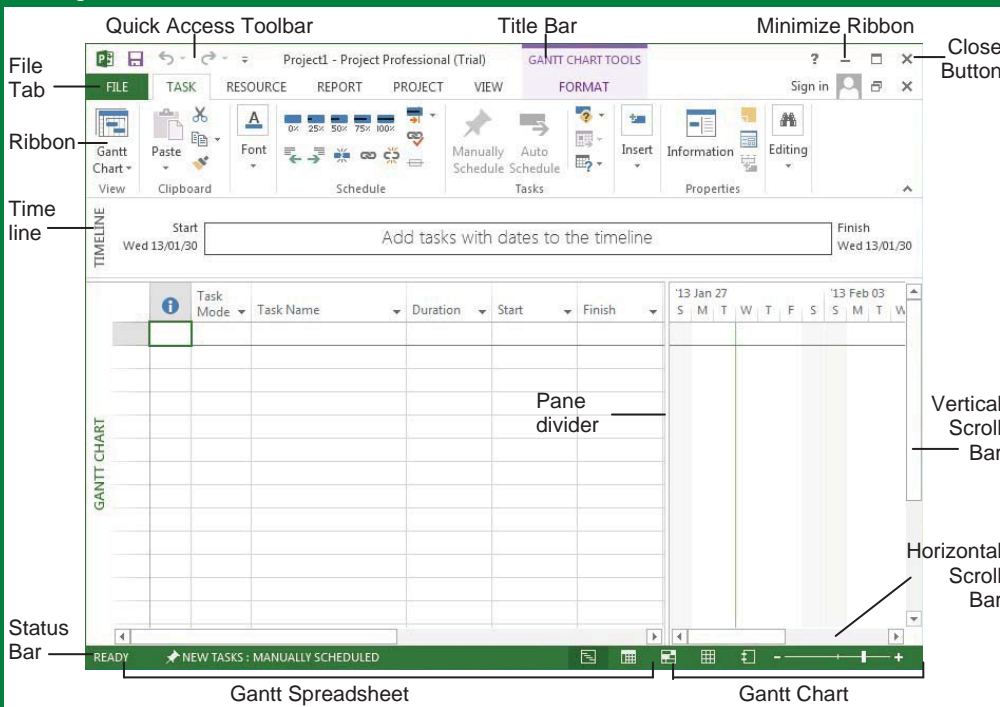 Quick Access Toolbar
Title Bar
Minimize Ribbon
Close
Button
File
Tab
Ribbon
Time
line
Project1 - Project Professional (Trial)
GANTT CHART TOOLS
?
FILE
TASK
RESOURCE
REPORT
PROJECT
VIEW
FORMAT
Sign in
Gantt
Chart
View
Paste
Clipboard
A
Font
0% 25% 50% 75% 100%
Schedule
Manually
Schedule
Auto
Schedule
Tasks
Insert
Information
Properties
Editing
TIMELINE
Start
Wed 13/01/30
Add tasks with dates to the timeline
Finish
Wed 13/01/30
GANTT CHART
Task
Mode
Task Name
Duration
Start
Finish
'13 Jan 27
'13 Feb 03
S M T W T F S S M T W
Pane
divider
Vertical
Scroll
Bar
Horizontal
Scroll
Bar
Status
Bar
READY
NEW TASKS : MANUALLY SCHEDULED
Gantt Spreadsheet
Gantt Chart